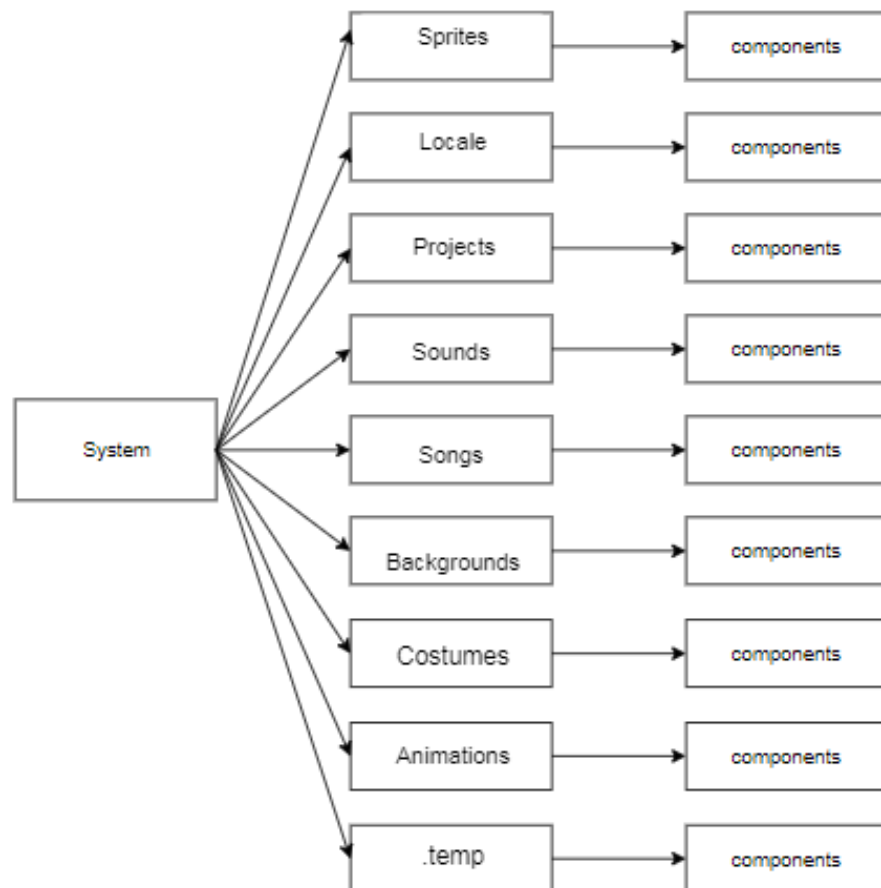 Sprites
components
Locale
components
Projects
components
Sounds
components
System
Songs
components
Backgrounds
components
Costumes
components
Animations
components
.temp
components